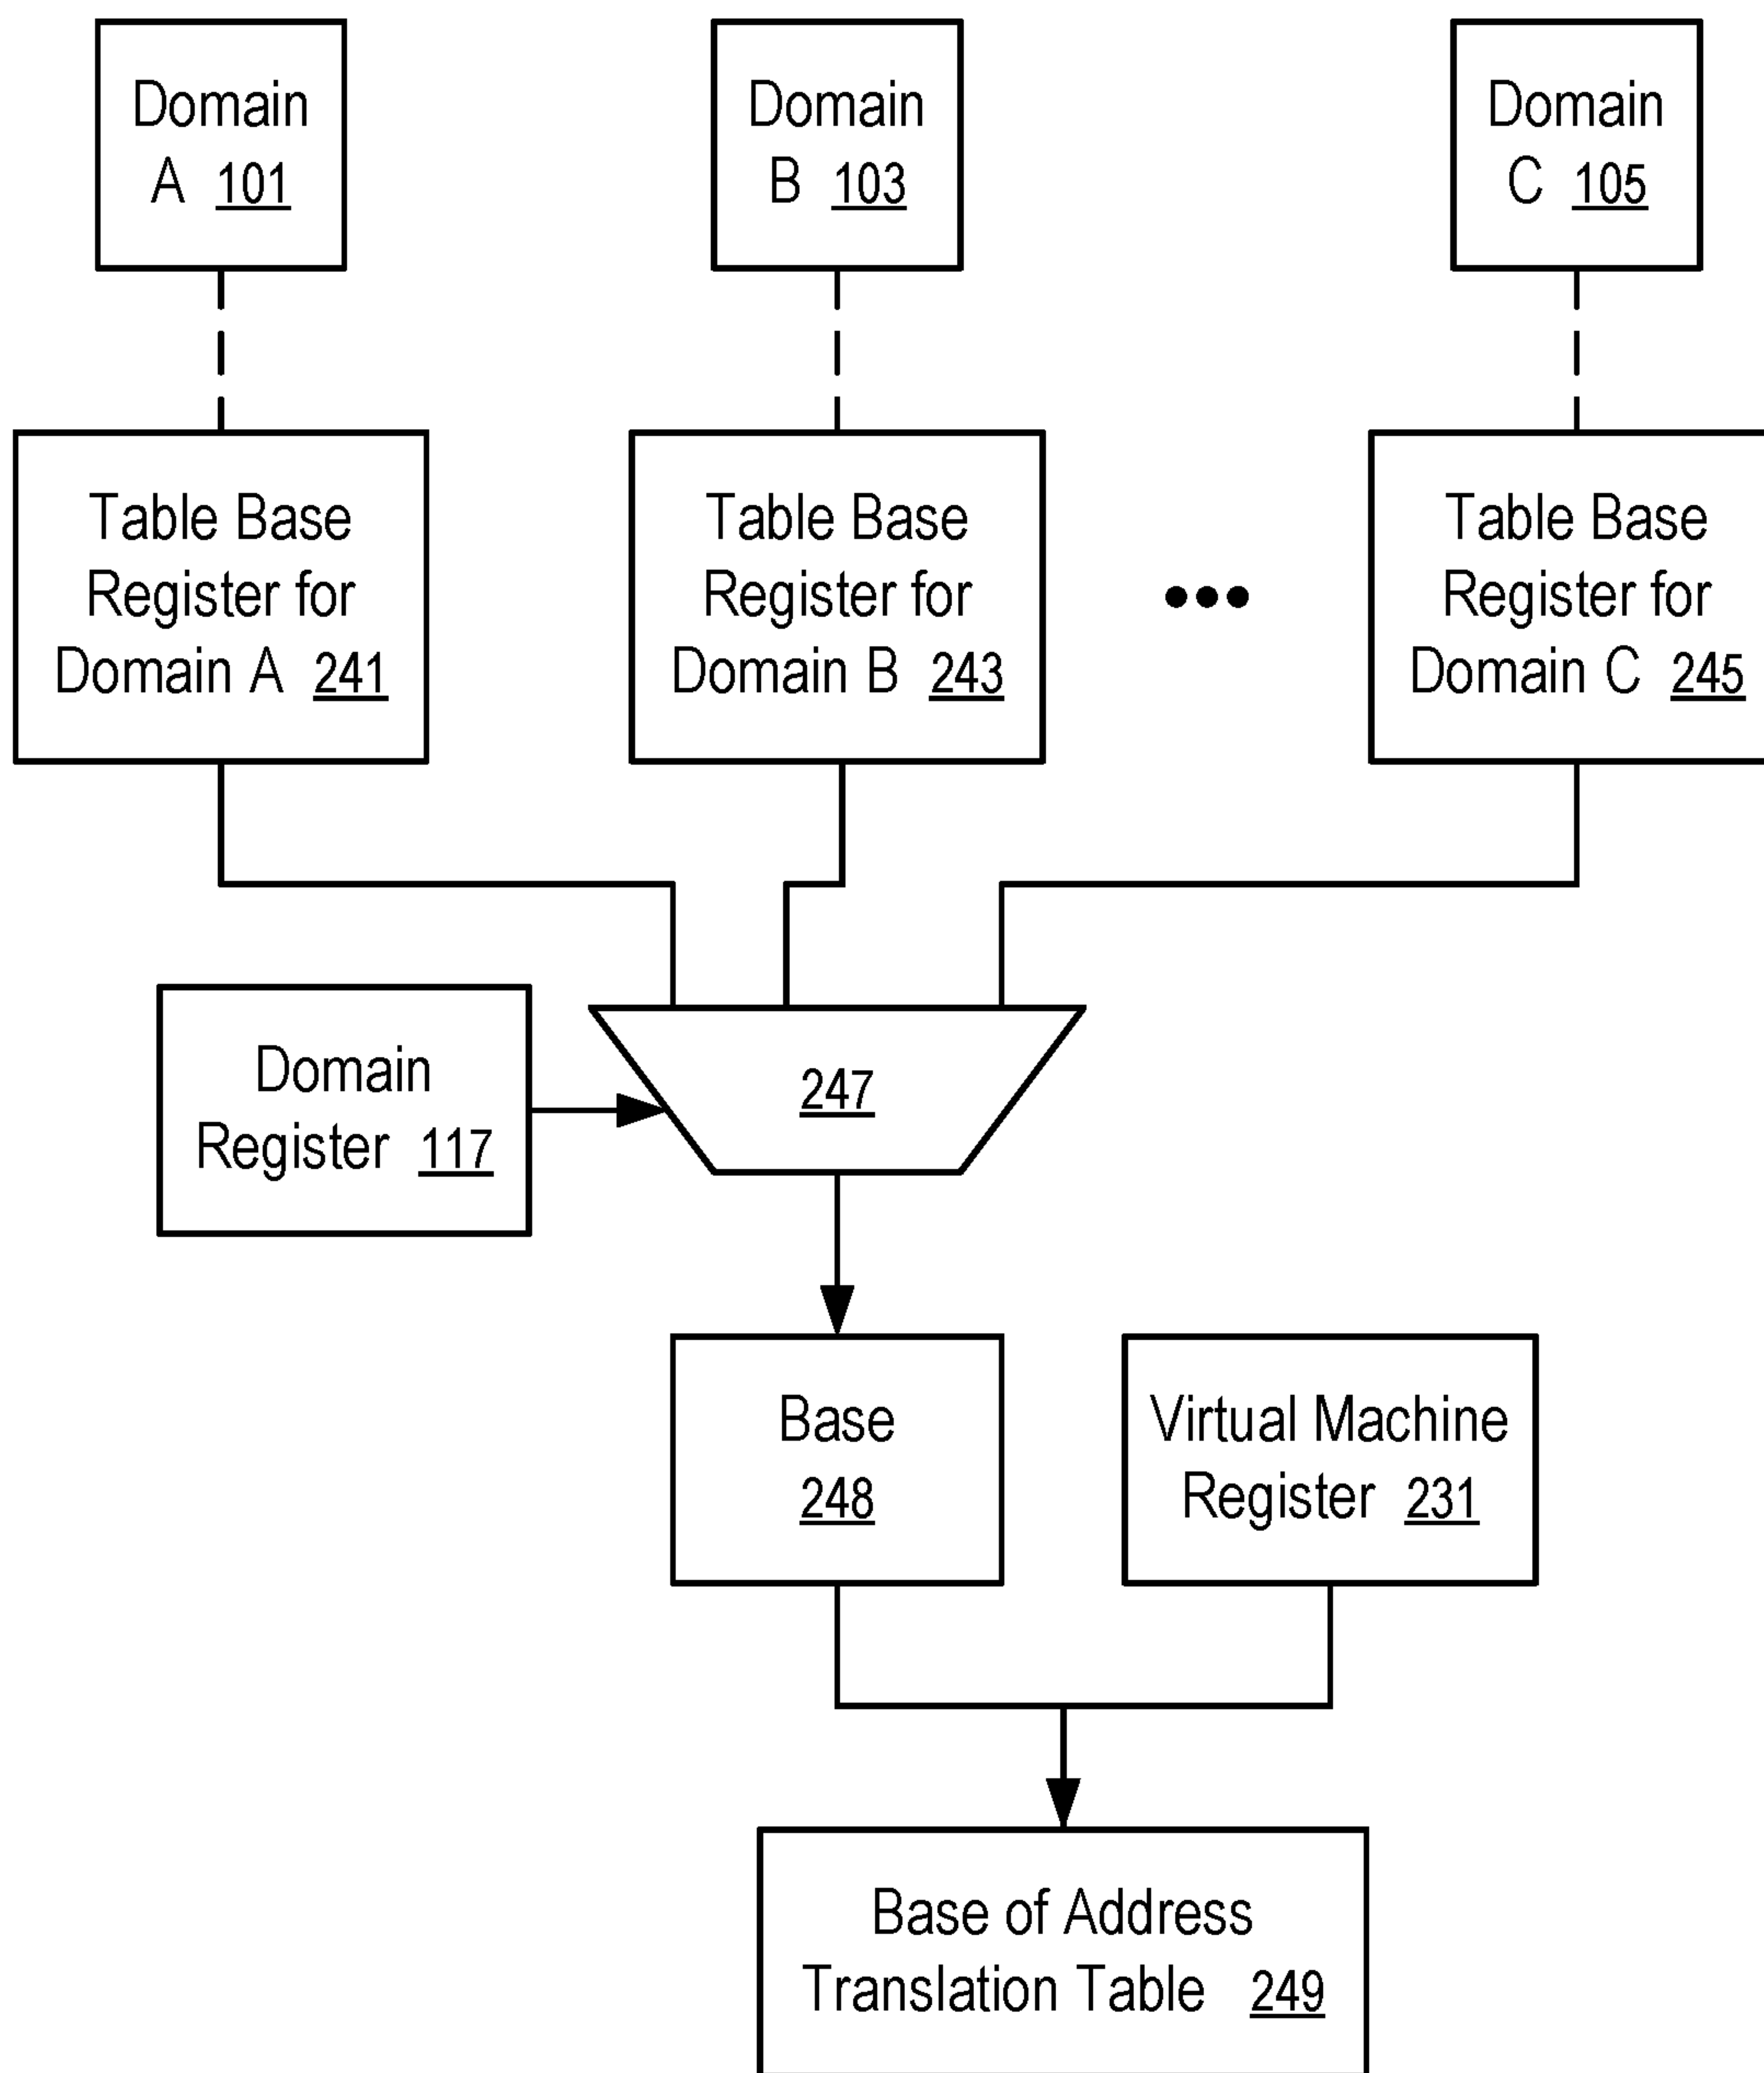 Domain
A 101
Domain
B 103
Domain
C 105
Table Base
Register for
Domain A 241
Table Base
Register for
Domain B 243
Table Base
Register for
Domain C 245
Domain
Register 117
247
Base
248
Virtual Machine
Register 231
Base of Address
Translation Table 249